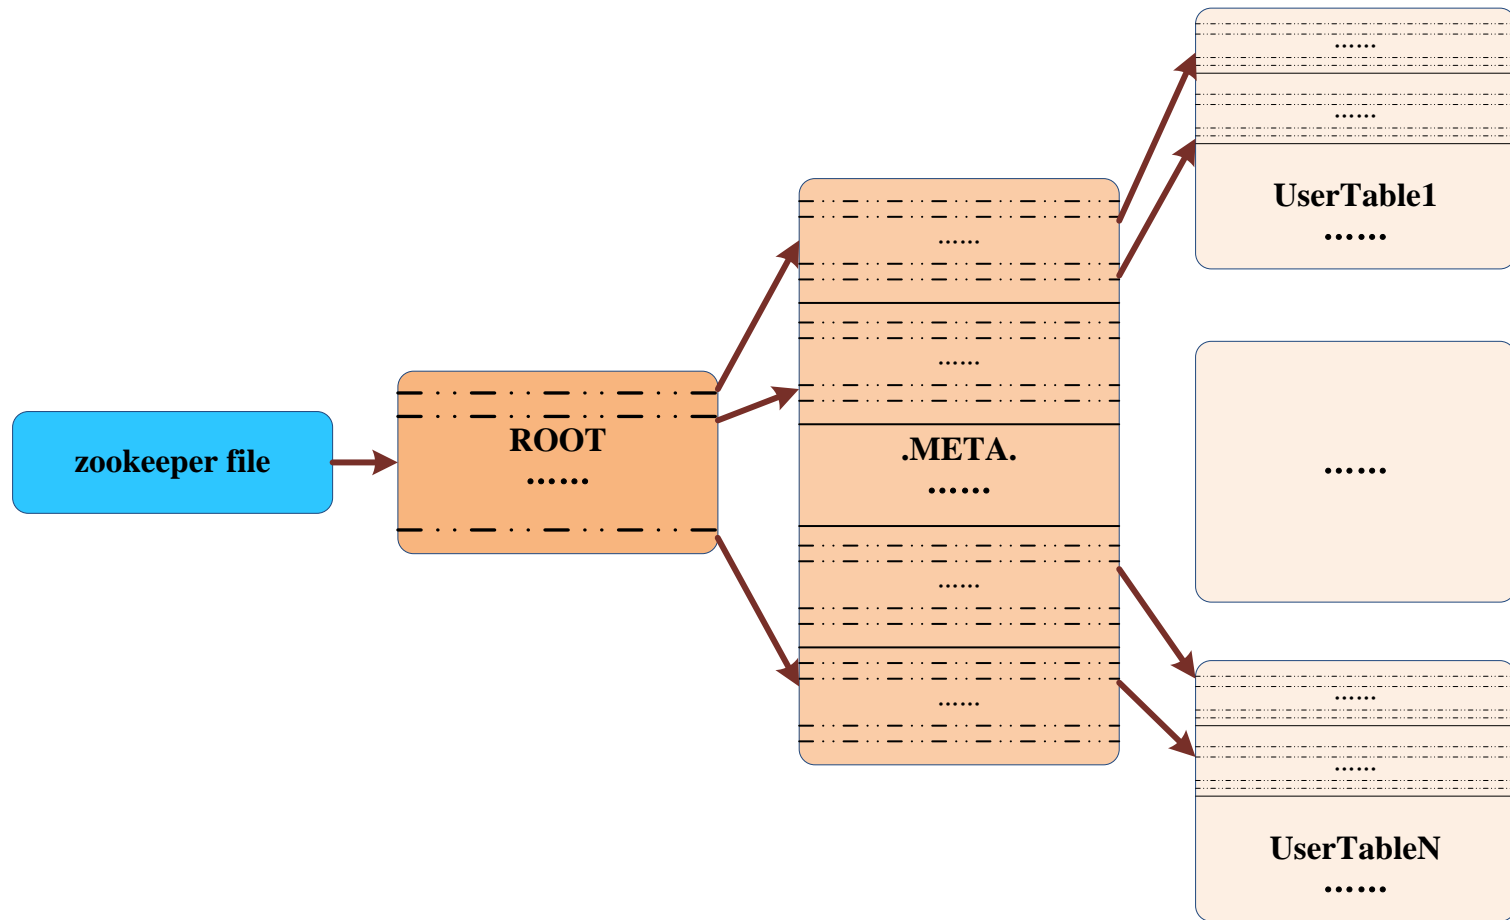 zookeeper file
ROOT
……
……
……
.META.
……
……
……
……
……
UserTable1
……
……
……
……
UserTableN
……